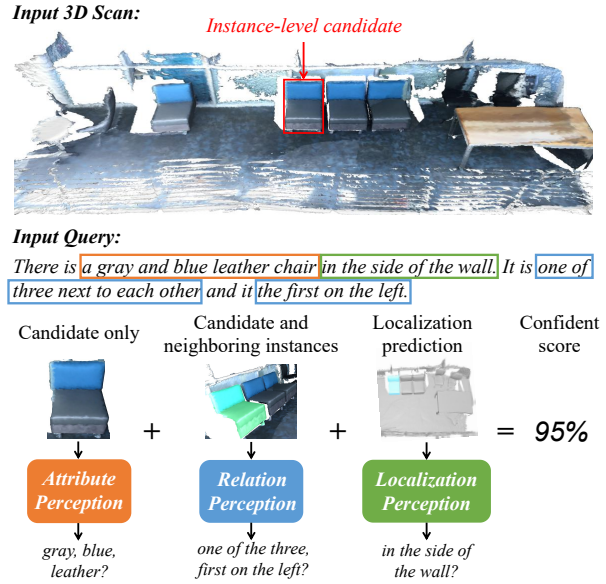 Input 3D Scan:
Instance-level candidate
Input Query:
There is a gray and blue leather chair in the side of the wall. It is one of
three next to each other and it the first on the left.
Candidate only
Candidate and
neighboring instances
Localization
prediction
Confident
score
+ + = 95%
Attribute
Perception
Relation
Perception
Localization
Perception
gray, blue,
leather?
one of the three,
first on the left?
in the side of
the wall?